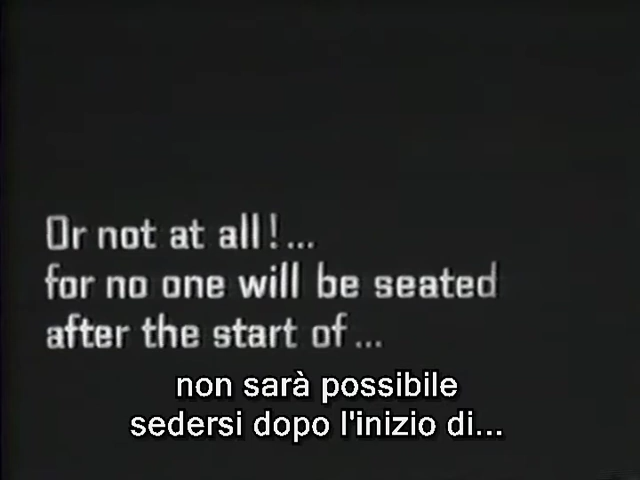 Or not at all!...
for no one will be seated
after the start of...
non sarà possibile
sedersi dopo l'inizio di...